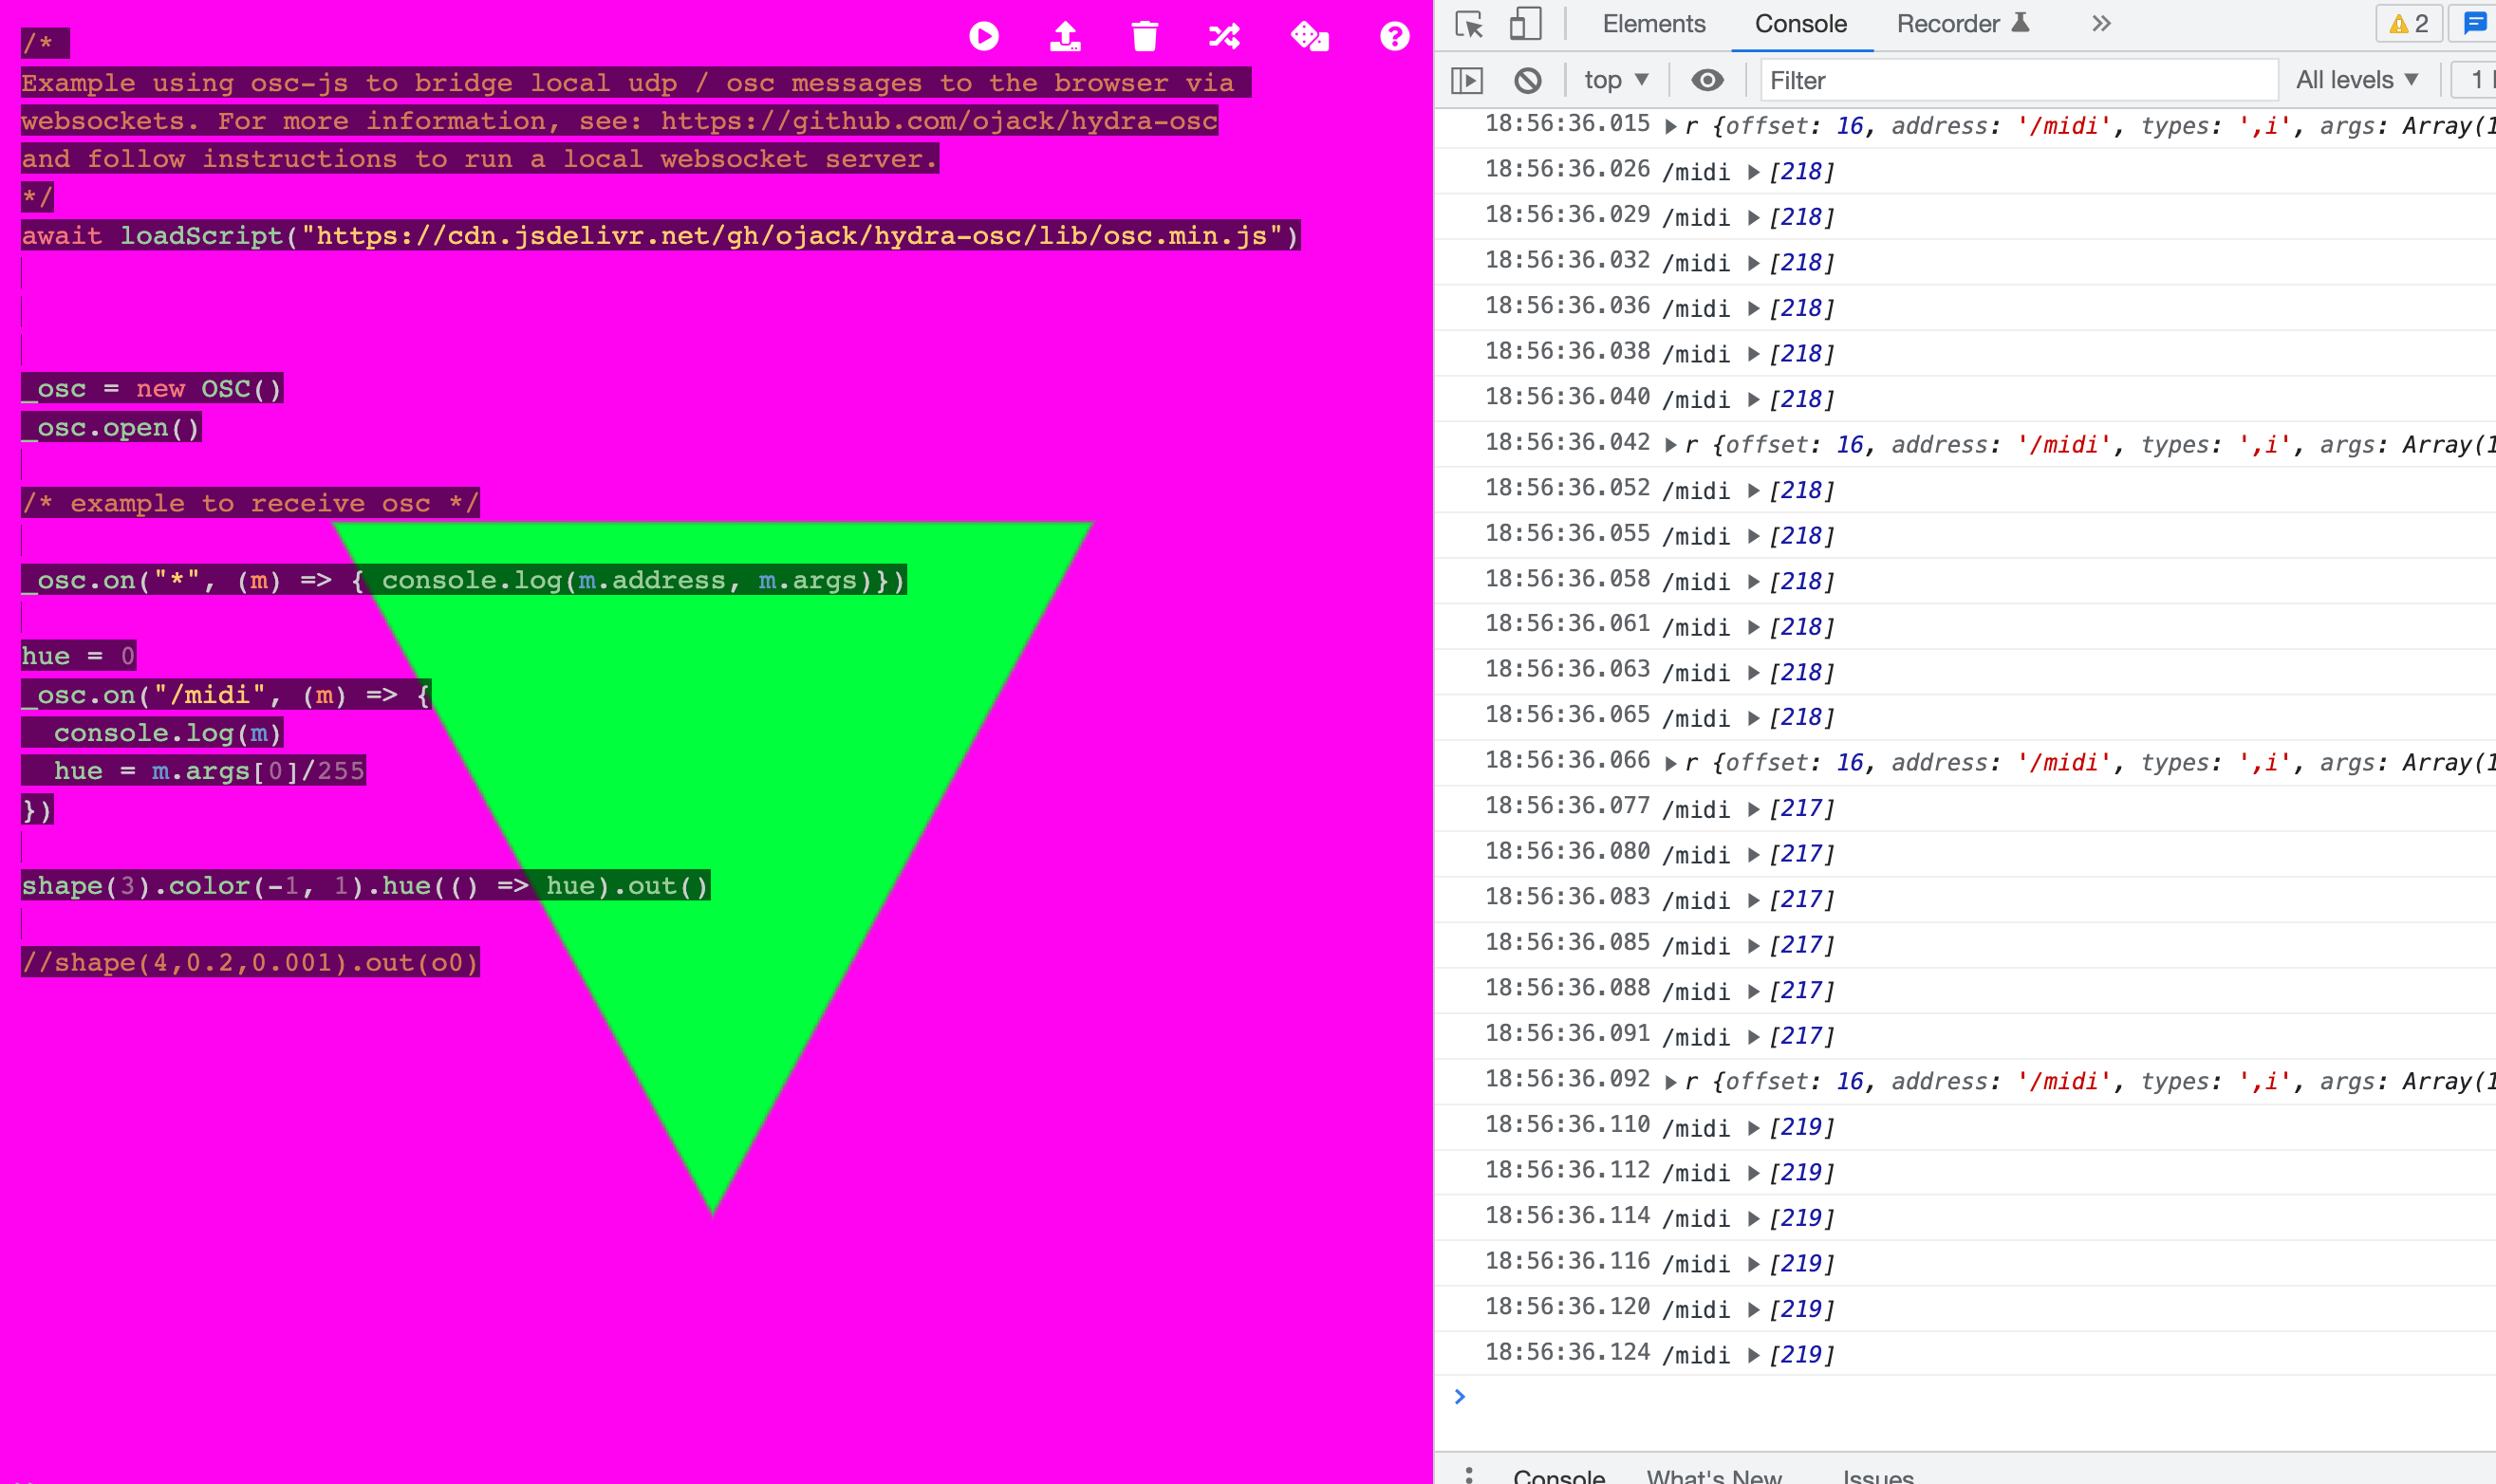 /*
Example using osc-js to bridge local udp / osc messages to the browser via
websockets. For more information, see: https://github.com/ojack/hydra-osc
and follow instructions to run a local websocket server.
*/
await loadScript("https://cdn.jsdelivr.net/gh/ojack/hydra-osc/lib/osc.min.js")
_osc = new OSC()
_osc.open()
/* example to receive osc */
_osc.on("*", (m) => { console.log(m.address, m.args)})
hue = 0
_osc.on("/midi", (m) => {
  console.log(m)
  hue = m.args[0]/255
})
shape(3).color(-1, 1).hue(() => hue).out()
//shape(4,0.2,0.001).out(o0)
Elements Console Recorder 2
top Filter All levels 1
18:56:36.015 r {offset: 16, address: '/midi', types: ',i', args: Array(1
18:56:36.026 /midi [218]
18:56:36.029 /midi [218]
18:56:36.032 /midi [218]
18:56:36.036 /midi [218]
18:56:36.038 /midi [218]
18:56:36.040 /midi [218]
18:56:36.042 r {offset: 16, address: '/midi', types: ',i', args: Array(1
18:56:36.052 /midi [218]
18:56:36.055 /midi [218]
18:56:36.058 /midi [218]
18:56:36.061 /midi [218]
18:56:36.063 /midi [218]
18:56:36.065 /midi [218]
18:56:36.066 r {offset: 16, address: '/midi', types: ',i', args: Array(1
18:56:36.077 /midi [217]
18:56:36.080 /midi [217]
18:56:36.083 /midi [217]
18:56:36.085 /midi [217]
18:56:36.088 /midi [217]
18:56:36.091 /midi [217]
18:56:36.092 r {offset: 16, address: '/midi', types: ',i', args: Array(1
18:56:36.110 /midi [219]
18:56:36.112 /midi [219]
18:56:36.114 /midi [219]
18:56:36.116 /midi [219]
18:56:36.120 /midi [219]
18:56:36.124 /midi [219]
Console What's New Issues